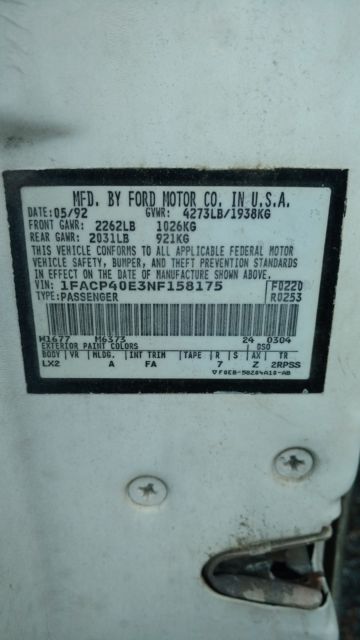 MFD. BY FORD MOTOR CO. IN U.S.A.
DATE: 05/92 GVWR: 4273LB/1938KG
FRONT GAWR: 2262LB 1026KG
REAR GAWR: 2031LB 921KG
THIS VEHICLE CONFORMS TO ALL APPLICABLE FEDERAL MOTOR
VEHICLE SAFETY, BUMPER, AND THEFT PREVENTION STANDARDS
IN EFFECT ON THE DATE OF MANUFACTURE SHOWN ABOVE.
VIN: 1FACP40E3NF158175 F0220
TYPE: PASSENGER R0253
W1677 M6373 24 0304
EXTERIOR PAINT COLORS DSO
BODY VR MLDG. INT TRIM TAPE R S AX TR
LX2 A FA 7 Z 2RPSS